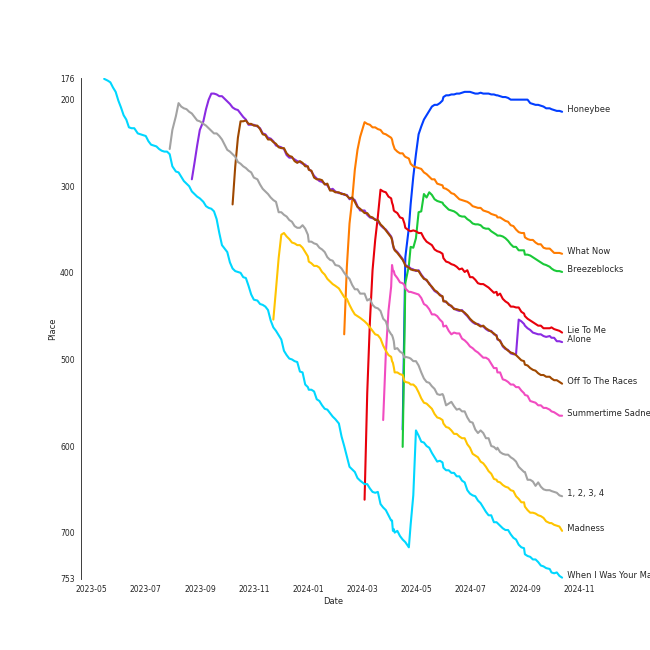 176
200
300
400
500
600
700
753
Place
Honeybee
What Now
Breezeblocks
Lie To Me
Alone
Off To The Races
Summertime Sadne
1, 2, 3, 4
Madness
When I Was Your Ma
2023-05 2023-07 2023-09 2023-11 2024-01 2024-03 2024-05 2024-07 2024-09 2024-11
Date